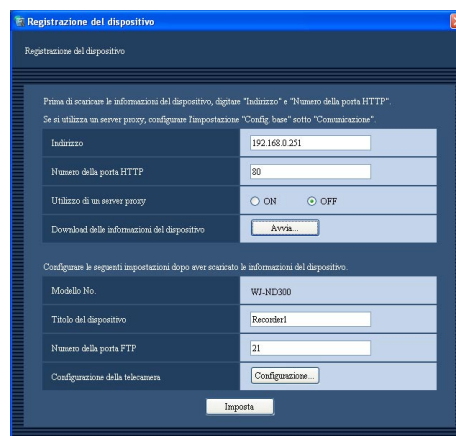 Registrazione del dispositivo
Registrazione del dispositivo
Prima di scaricare le informazioni del dispositivo, digitare "Indirizzo" e "Numero della porta HTTP".
Se si utilizza un server proxy, configurare l'impostazione "Config. base" sotto "Comunicazione".
Indirizzo 192.168.0.251
Numero della porta HTTP 80
Utilizzo di un server proxy ON OFF
Download delle informazioni del dispositivo Avvia...
Configurare le seguenti impostazioni dopo aver scaricato le informazioni del dispositivo.
Modello No. WJ-ND300
Titolo del dispositivo Recorder1
Numero della porta FTP 21
Configurazione della telecamera Configurazione...
Imposta